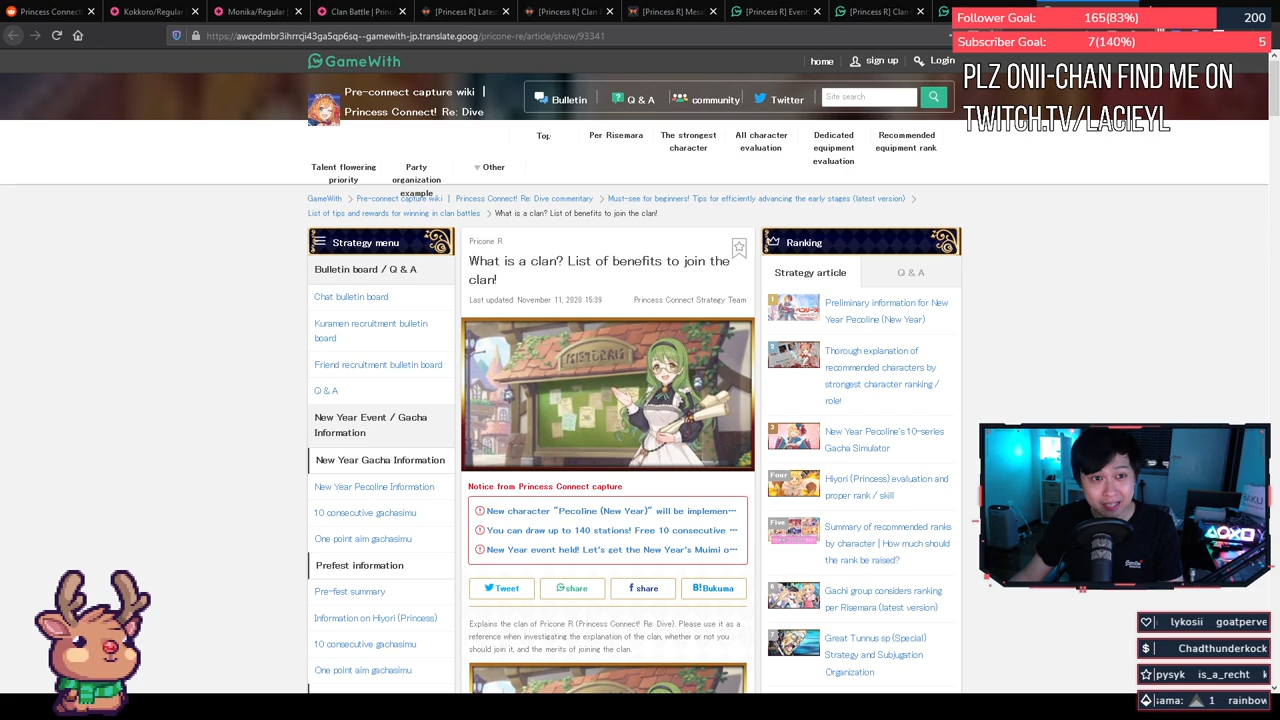 Princess Connect
Kokkoro/Regular
Monika/Regular
Clan Battle | Princ
[Princess R] Lates
[Princess R] Clan
[Princess R] Mesa
[Princess R] Event
[Princess R] Clan
https://awcpdmbr3ihrrcji43ga5qp6sq--gamewith-jp.translate.goog/pricone-re/article/show/93341
Follower Goal: 165(83%) 200
Subscriber Goal: 7(140%) 5
PLZ ONII-CHAN FIND ME ON
TWITCH.TV/LACIEYL
GameWith
home
sign up
Login
Pre-connect capture wiki |
Princess Connect! Re: Dive
Bulletin
Q & A
community
Twitter
Site search
Top
Per Risemara
The strongest
character
All character
evaluation
Dedicated
equipment
evaluation
Recommended
equipment rank
Talent flowering
priority
Party
organization
example
Other
GameWith > Pre-connect capture wiki | Princess Connect! Re: Dive commentary > Must-see for beginners! Tips for efficiently advancing the early stages (latest version) >
List of tips and rewards for winning in clan battles > What is a clan? List of benefits to join the clan!
Strategy menu
Bulletin board / Q & A
Chat bulletin board
Kuramen recruitment bulletin
board
Friend recruitment bulletin board
Q & A
New Year Event / Gacha
Information
New Year Gacha Information
New Year Pecoline Information
10 consecutive gachasimu
One point aim gachasimu
Prefest information
Pre-fest summary
Information on Hiyori (Princess)
10 consecutive gachasimu
One point aim gachasimu
Pricone R
What is a clan? List of benefits to join the
clan!
Last updated: November 11, 2020 15:39
Princess Connect Strategy Team
Notice from Princess Connect capture
New character "Pecoline (New Year)" will be implemen…
You can draw up to 140 stations! Free 10 consecutive …
New Year event held! Let's get the New Year's Muimi o…
Tweet
share
f share
B!Bukuma
Explains the clan of Pricone R (Princess Connect! Re: Dive). Please use it as a
reference when investigating the explanation of the clan, whether or not you
should join it, and the merits of joining the clan.
Ranking
Strategy article
Q & A
1
Preliminary information for New
Year Pecoline (New Year)
2
Thorough explanation of
recommended characters by
strongest character ranking /
role!
3
New Year Pecoline's 10-series
Gacha Simulator
Four
Hiyori (Princess) evaluation and
proper rank / skill
Five
Summary of recommended ranks
by character | How much should
the rank be raised?
6
Gachi group considers ranking
per Risemara (latest version)
7
Great Tunnus sp (Special)
Strategy and Subjugation
Organization
lykosii goatperve
Chadthunderkock
pysyk is_a_recht k
sama: 1 rainbow